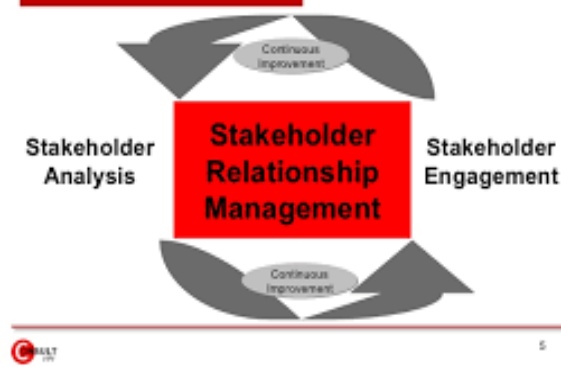 Continuous
Improvement
Stakeholder
Analysis
Stakeholder
Relationship
Management
Stakeholder
Engagement
Continuous
Improvement
5